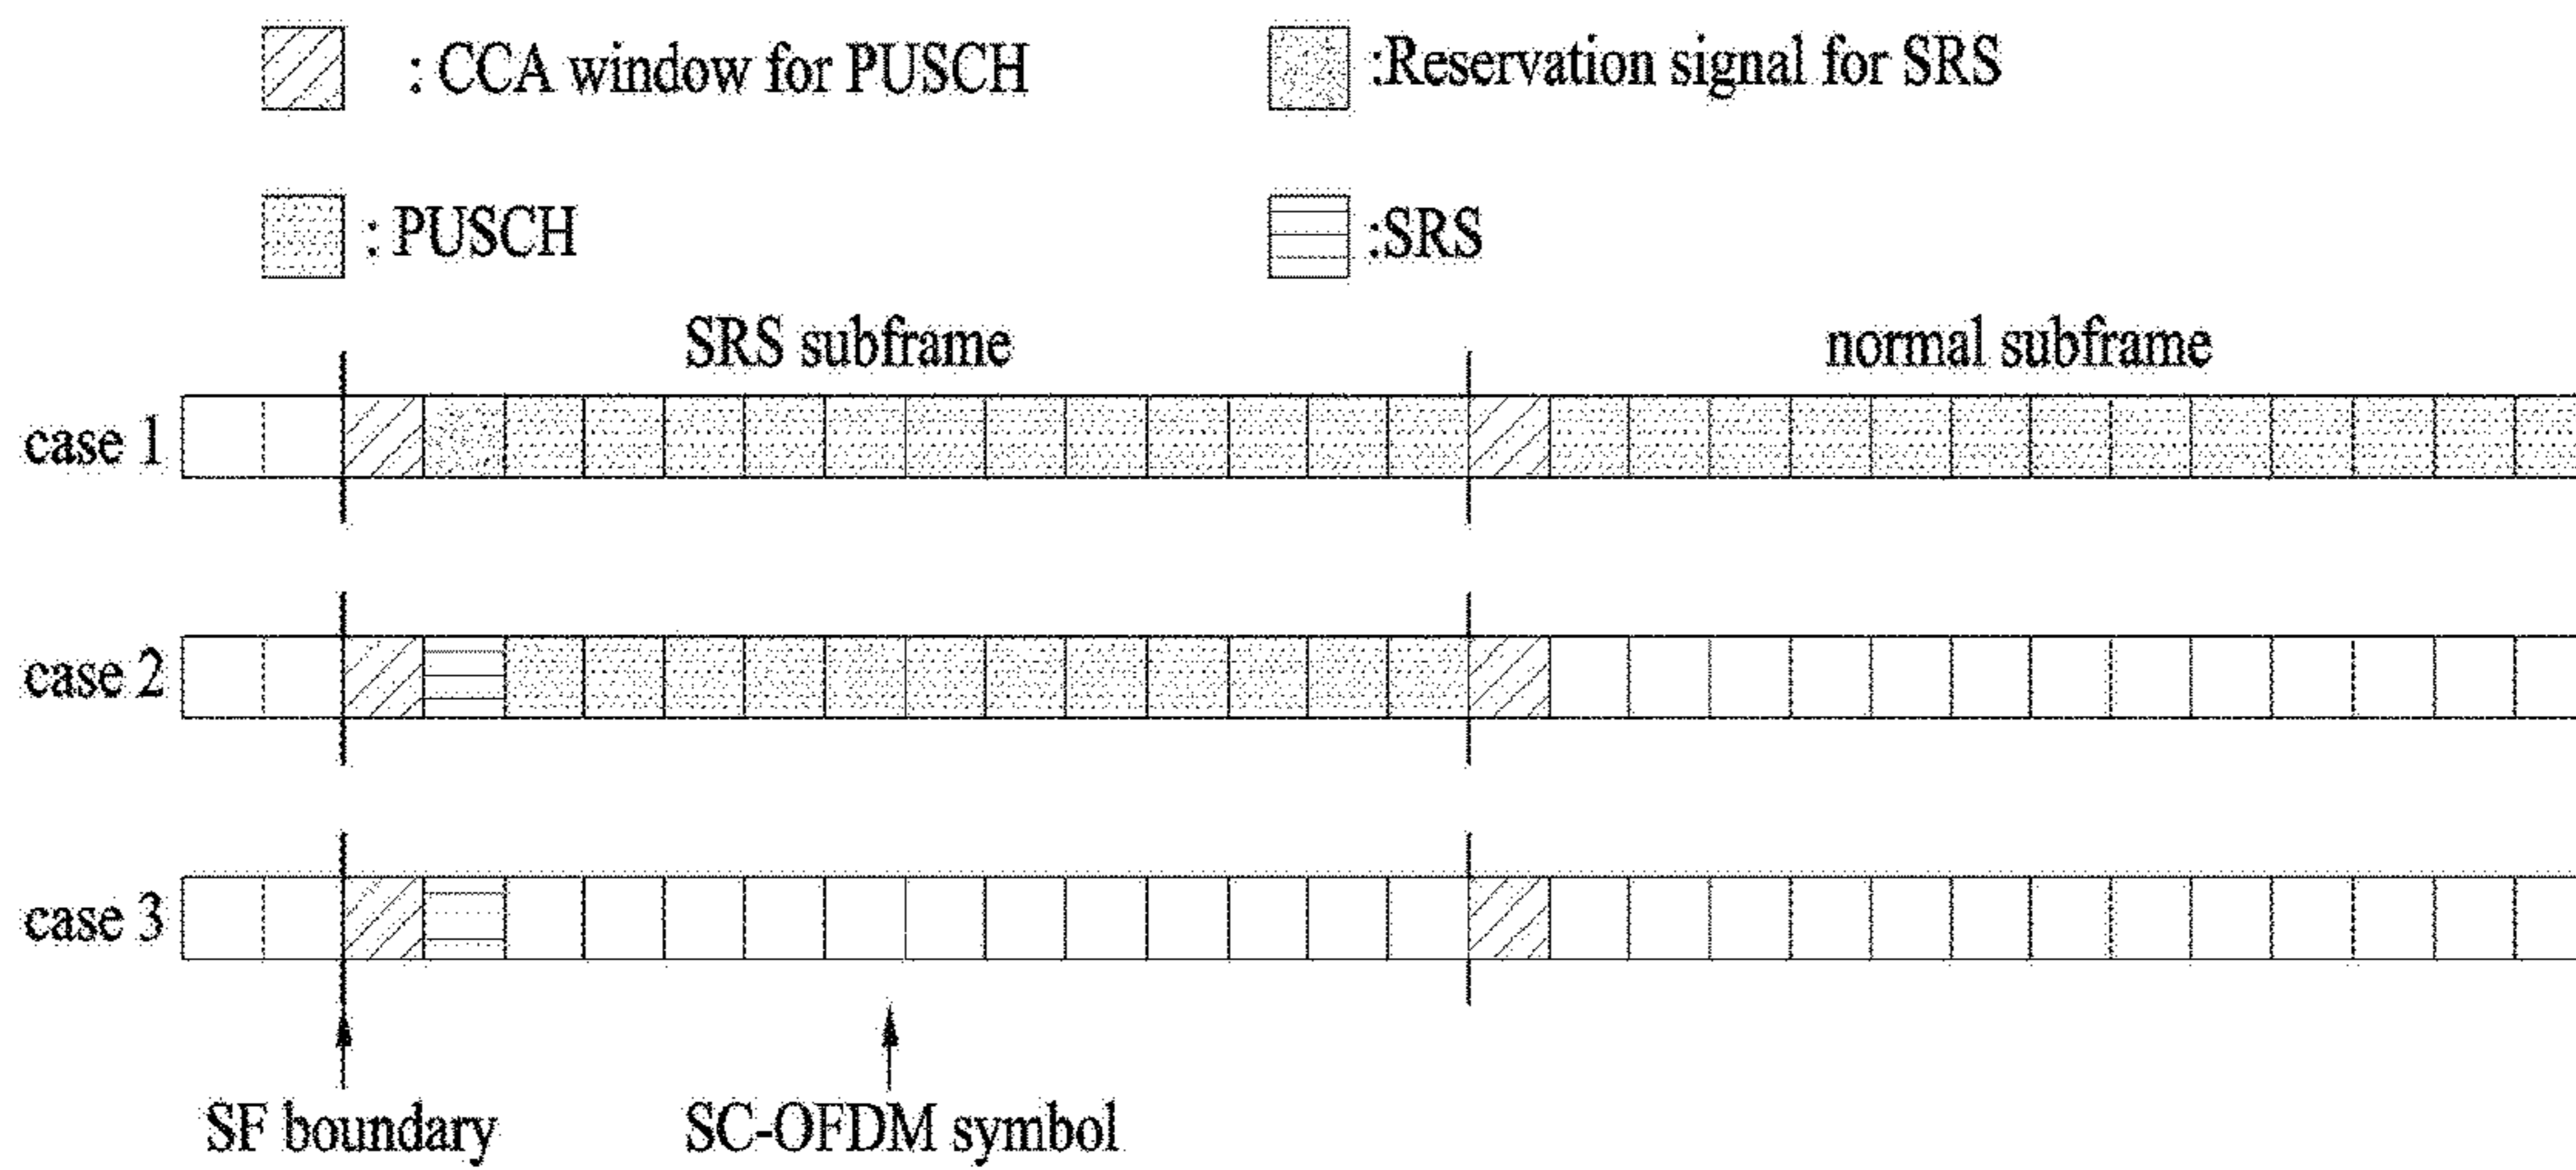 : CCA window for PUSCH
:Reservation signal for SRS
: PUSCH
:SRS
SRS subframe
normal subframe
case 1
case 2
case 3
SF boundary
SC-OFDM symbol